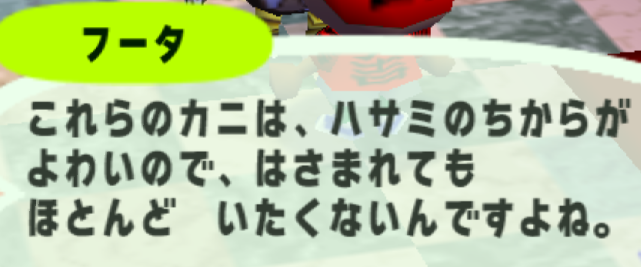 フータ
これらのカニは、ハサミのちからが
よわいので、はさまれても
ほとんど　いたくないんですよね。